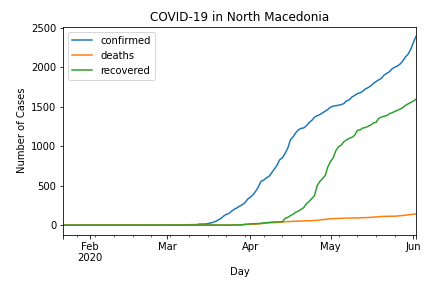 COVID-19 in North Macedonia
confirmed
deaths
recovered
2500
2000
1500
1000
500
0
Number of Cases
Feb
2020
Mar
Apr
May
Jun
Day